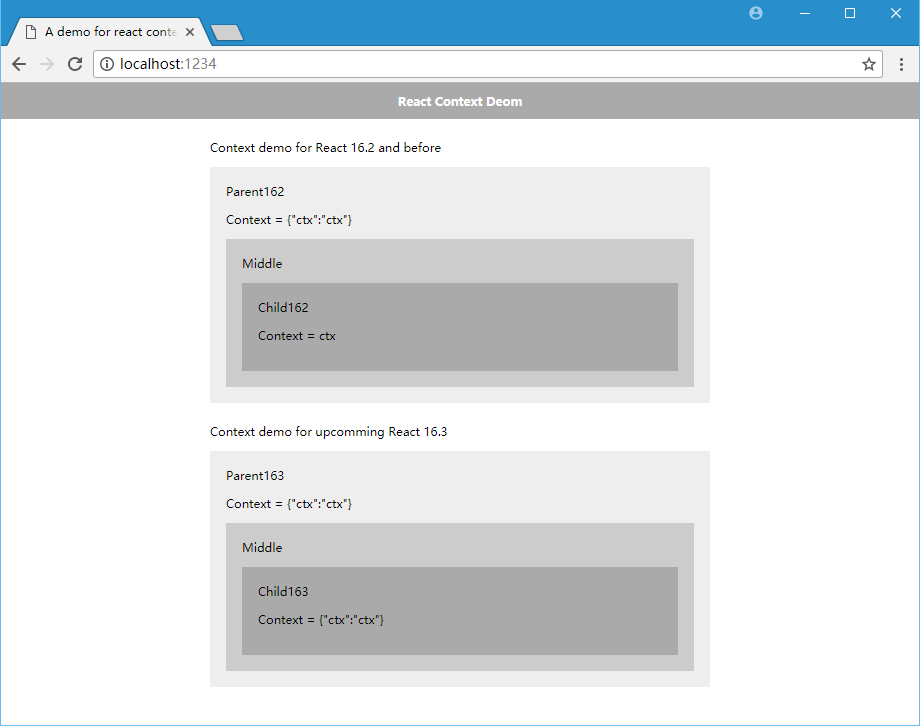 A demo for react conte
localhost:1234
React Context Deom
Context demo for React 16.2 and before
Parent162
Context = {"ctx":"ctx"}
Middle
Child162
Context = ctx
Context demo for upcomming React 16.3
Parent163
Context = {"ctx":"ctx"}
Middle
Child163
Context = {"ctx":"ctx"}